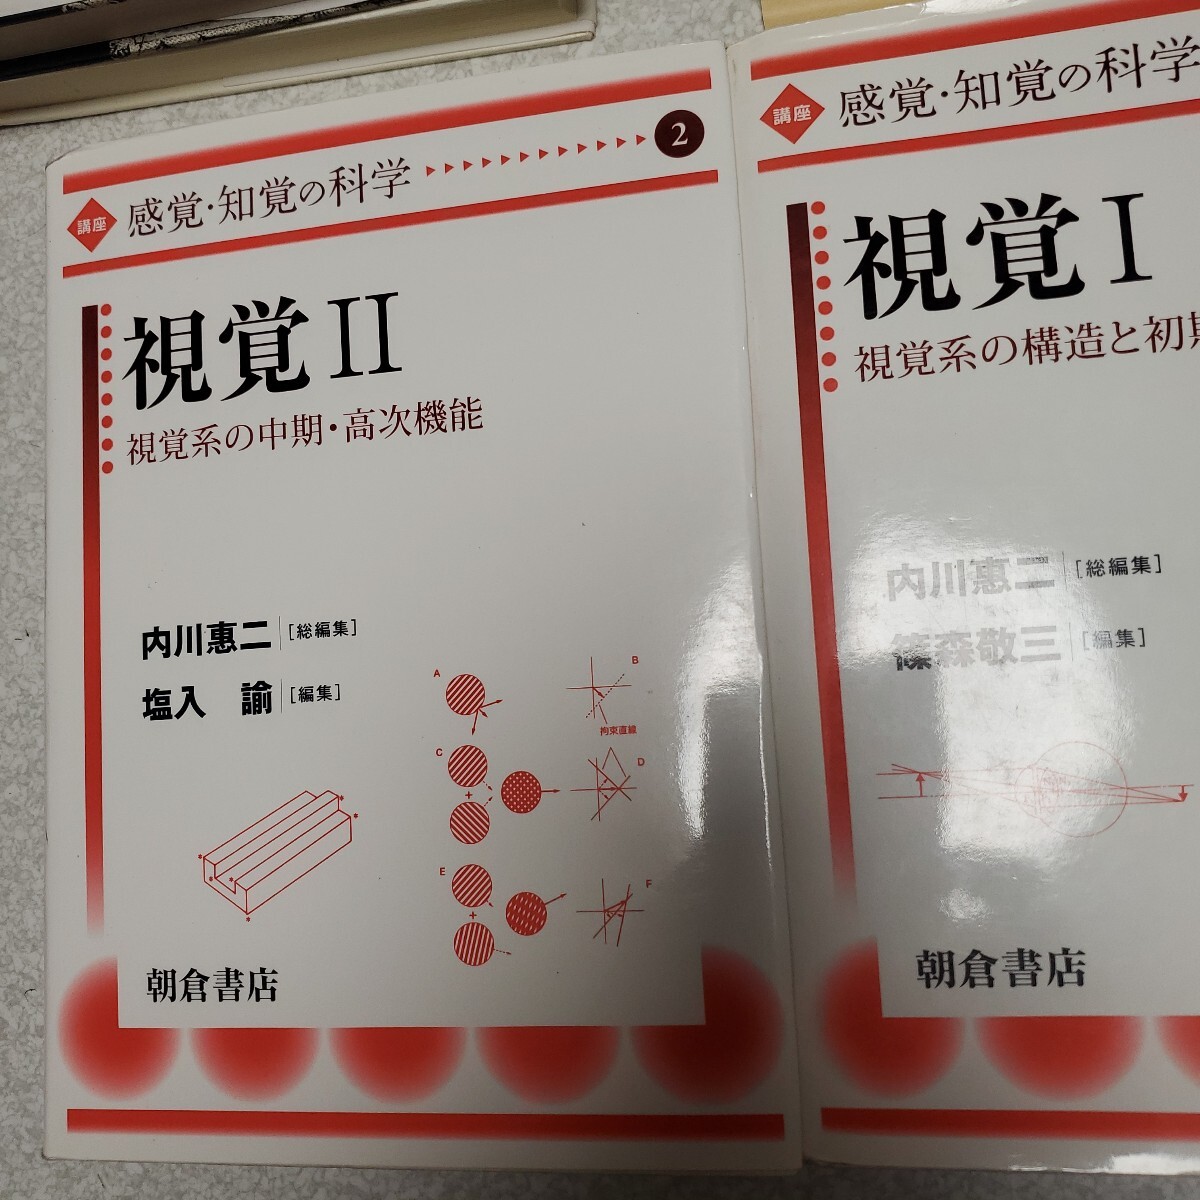 講座 感覚・知覚の科学 2
視覚II
視覚系の中期・高次機能
内川惠二 [総編集]
塩入 諭 [編集]
A
B
拘束直線
C
D
+
E
F
+
朝倉書店
講座 感覚・知覚の科学
視覚I
視覚系の構造と初期
内川惠二 [総編集]
篠森敬三 [編集]
朝倉書店